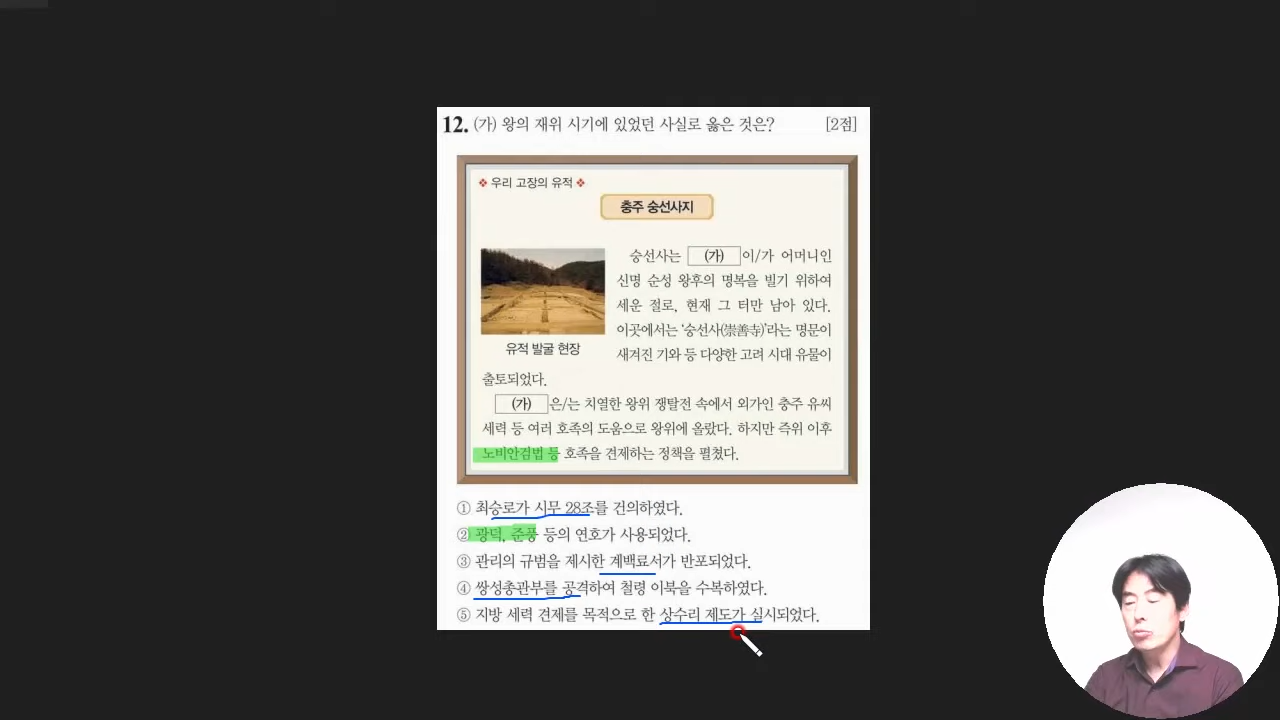 12. (가) 왕의 재위 시기에 있었던 사실로 옳은 것은? [2점]
❖ 우리 고장의 유적 ❖
충주 숭선사지
숭선사는 (가) 이/가 어머니인
신명 순성 왕후의 명복을 빌기 위하여
세운 절로, 현재 그 터만 남아 있다.
이곳에서는 '숭선사(崇善寺)'라는 명문이
새겨진 기와 등 다양한 고려 시대 유물이
유적 발굴 현장
출토되었다.
(가) 은/는 치열한 왕위 쟁탈전 속에서 외가인 충주 유씨
세력 등 여러 호족의 도움으로 왕위에 올랐다. 하지만 즉위 이후
노비안검법 등 호족을 견제하는 정책을 펼쳤다.
① 최승로가 시무 28조를 건의하였다.
② 광덕, 준풍 등의 연호가 사용되었다.
③ 관리의 규범을 제시한 계백료서가 반포되었다.
④ 쌍성총관부를 공격하여 철령 이북을 수복하였다.
⑤ 지방 세력 견제를 목적으로 한 상수리 제도가 실시되었다.